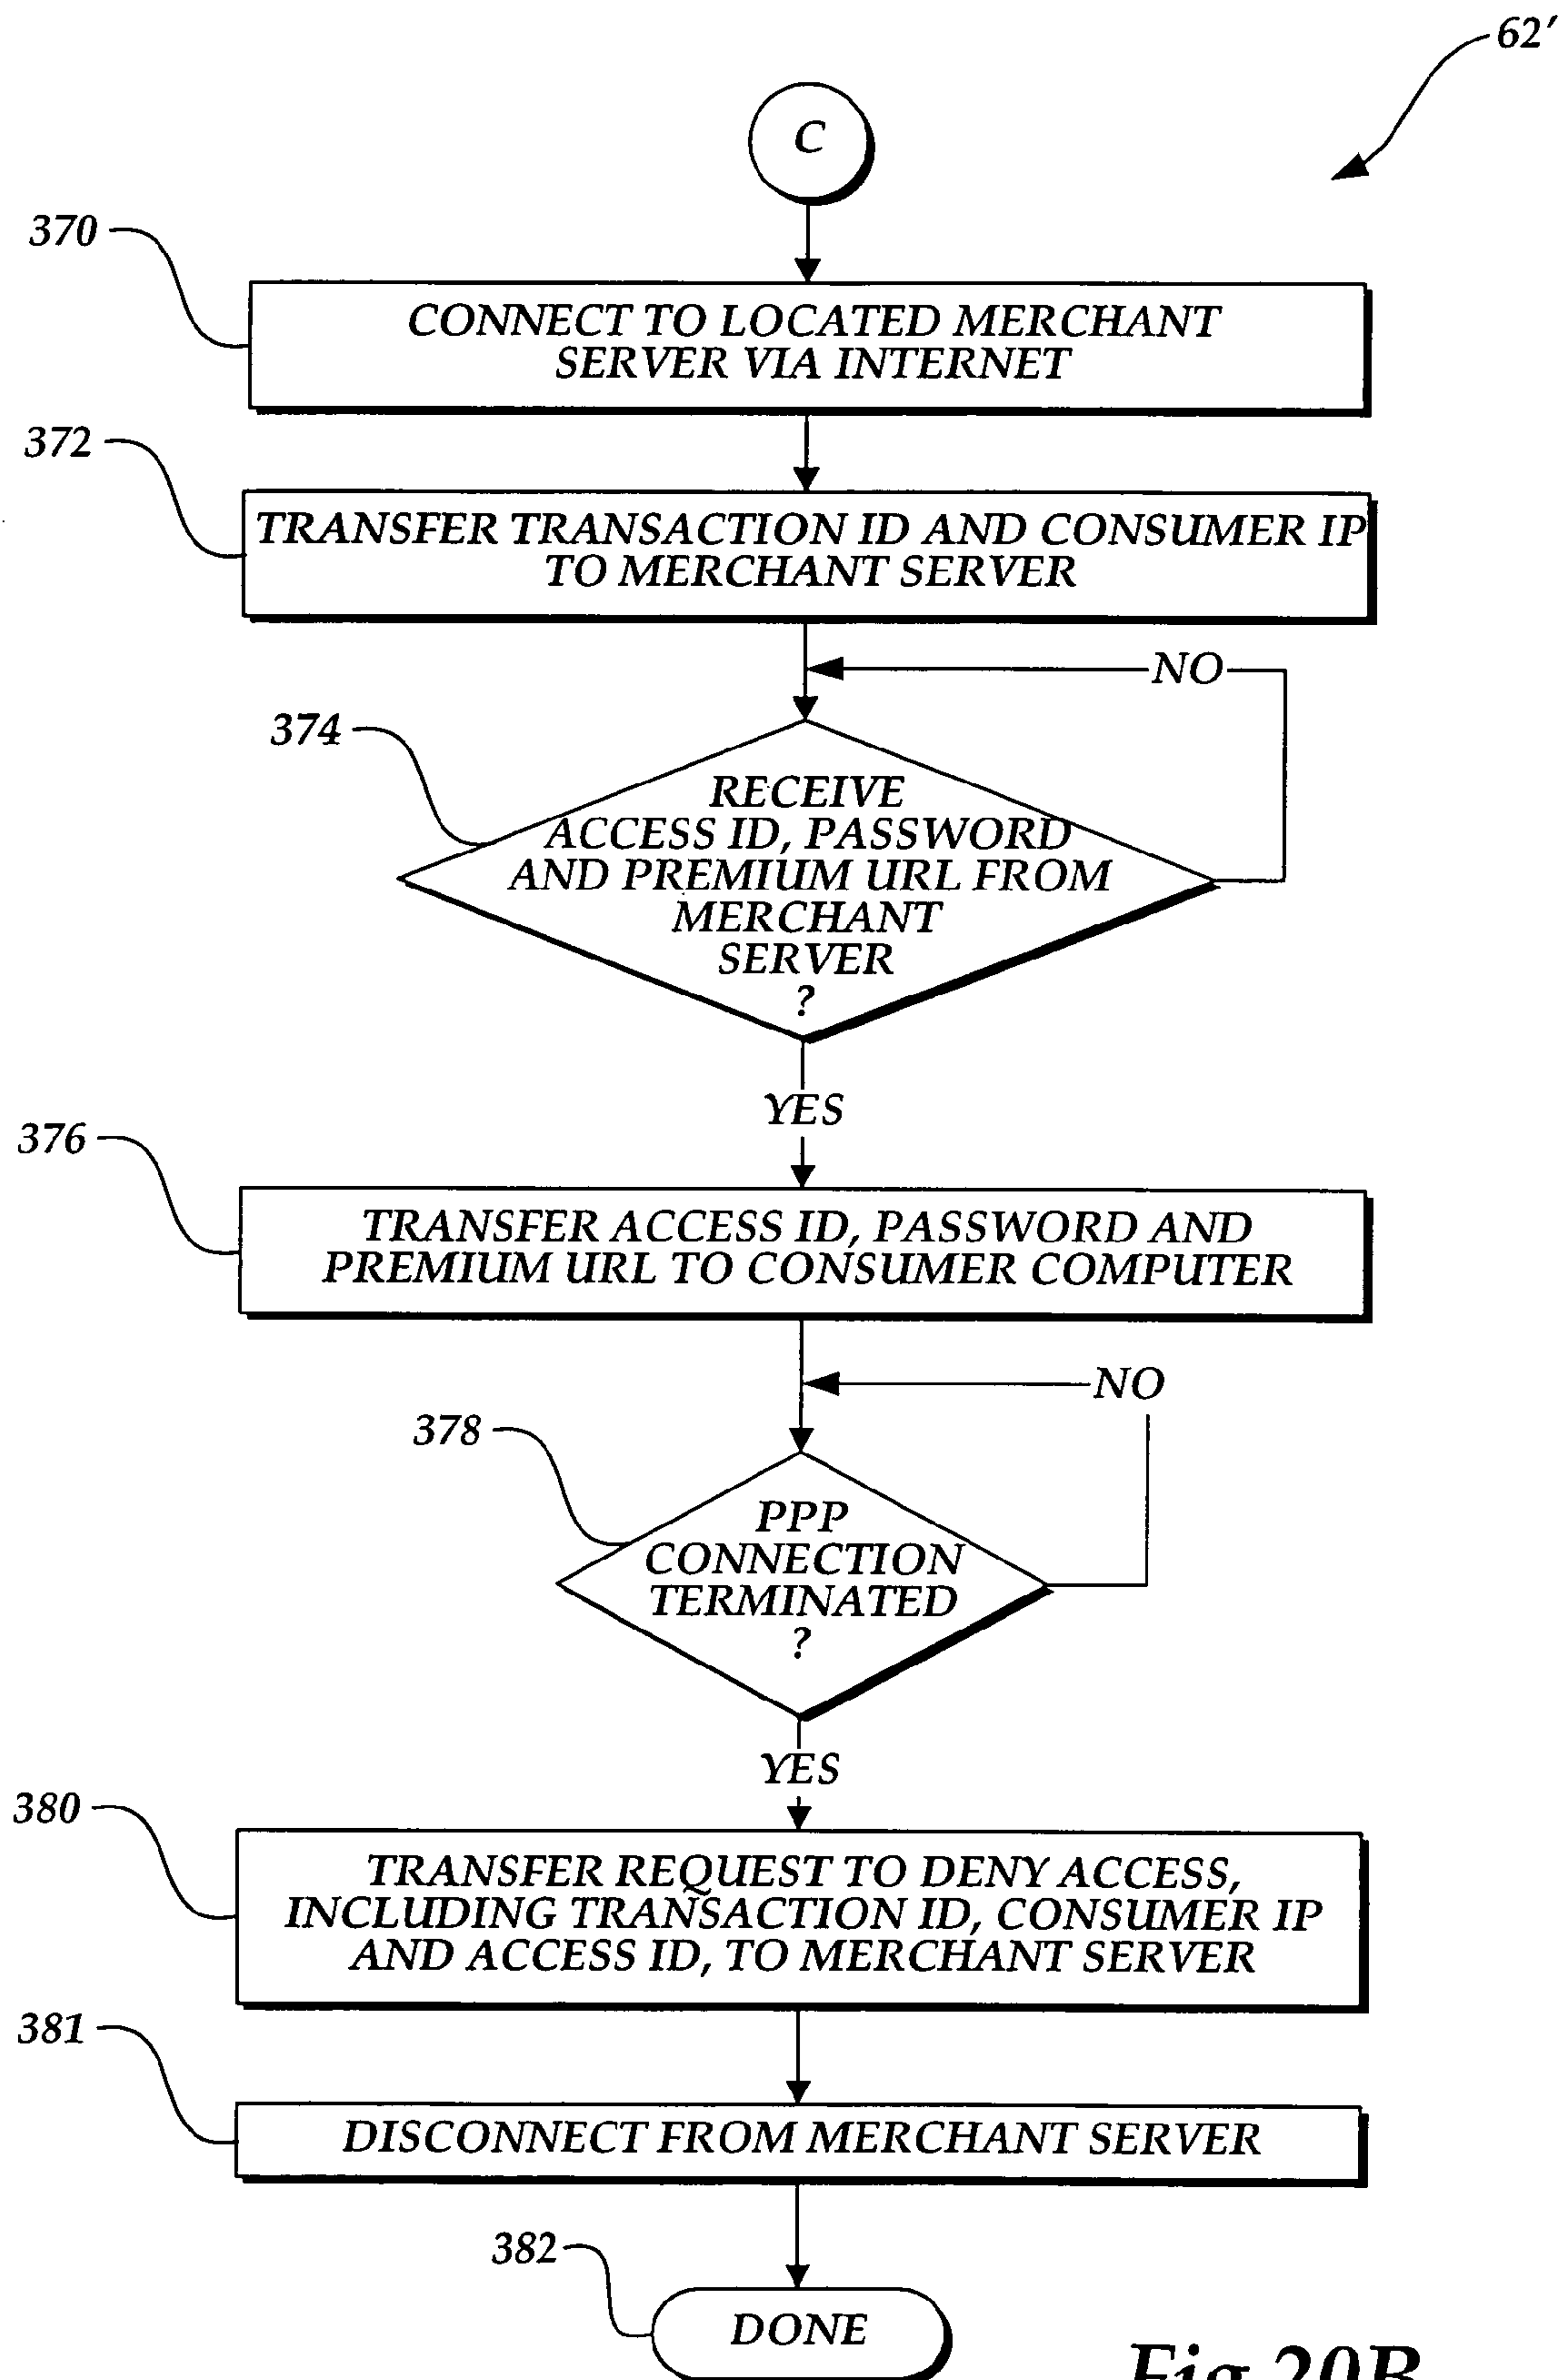 62'
C
370
CONNECT TO LOCATED MERCHANT
SERVER VIA INTERNET
372
TRANSFER TRANSACTION ID AND CONSUMER IP
TO MERCHANT SERVER
NO
374
RECEIVE
ACCESS ID, PASSWORD
AND PREMIUM URL FROM
MERCHANT
SERVER
?
YES
376
TRANSFER ACCESS ID, PASSWORD AND
PREMIUM URL TO CONSUMER COMPUTER
NO
378
PPP
CONNECTION
TERMINATED
?
YES
380
TRANSFER REQUEST TO DENY ACCESS,
INCLUDING TRANSACTION ID, CONSUMER IP
AND ACCESS ID, TO MERCHANT SERVER
381
DISCONNECT FROM MERCHANT SERVER
382
DONE
Fig.20B